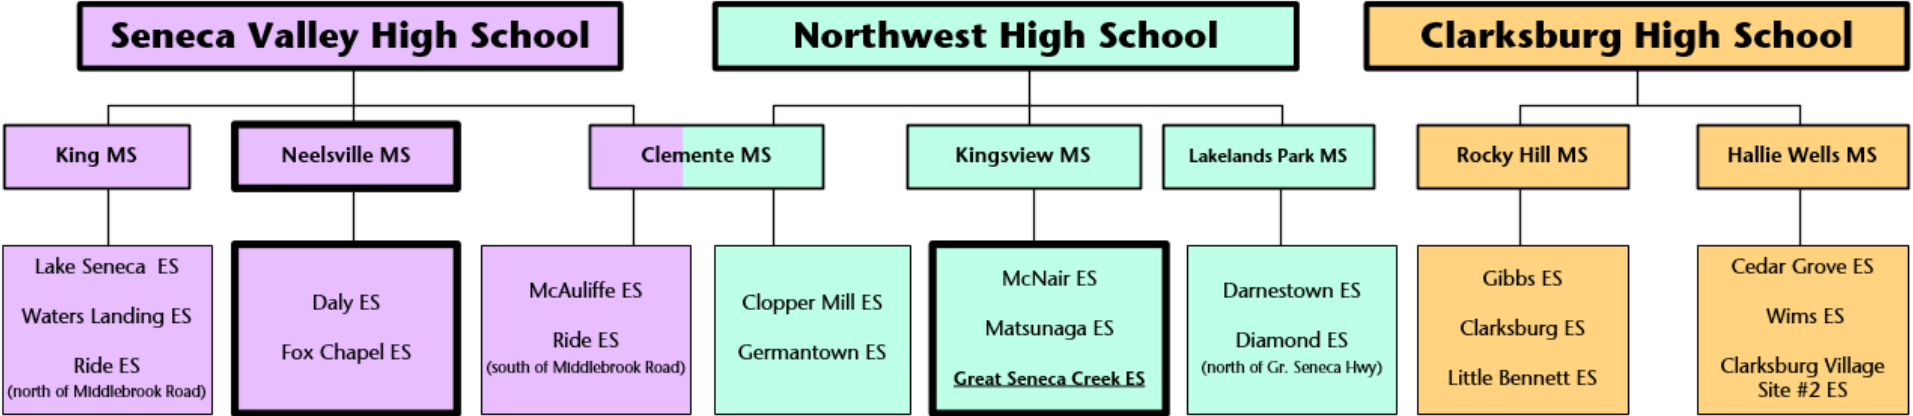 Seneca Valley High School
Northwest High School
Clarksburg High School
King MS
Neelsville MS
Clemente MS
Kingsview MS
Lakelands Park MS
Rocky Hill MS
Hallie Wells MS
Lake Seneca ES
Waters Landing ES
Ride ES
(north of Middlebrook Road)
Daly ES
Fox Chapel ES
McAuliffe ES
Ride ES
(south of Middlebrook Road)
Clopper Mill ES
Germantown ES
McNair ES
Matsunaga ES
Great Seneca Creek ES
Darnestown ES
Diamond ES
(north of Gr. Seneca Hwy)
Gibbs ES
Clarksburg ES
Little Bennett ES
Cedar Grove ES
Wims ES
Clarksburg Village
Site #2 ES